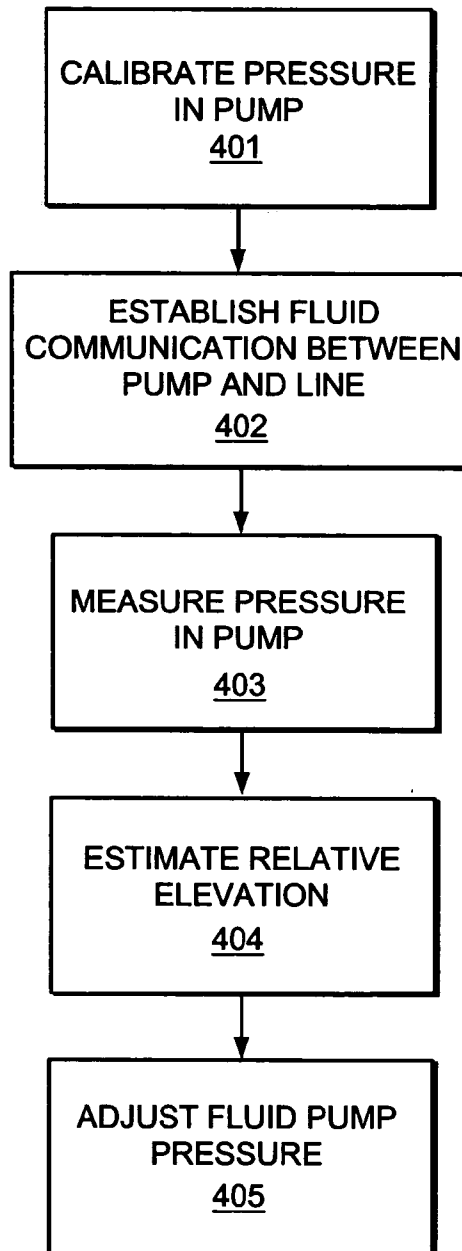 CALIBRATE PRESSURE
IN PUMP
401
ESTABLISH FLUID
COMMUNICATION BETWEEN
PUMP AND LINE
402
MEASURE PRESSURE
IN PUMP
403
ESTIMATE RELATIVE
ELEVATION
404
ADJUST FLUID PUMP
PRESSURE
405